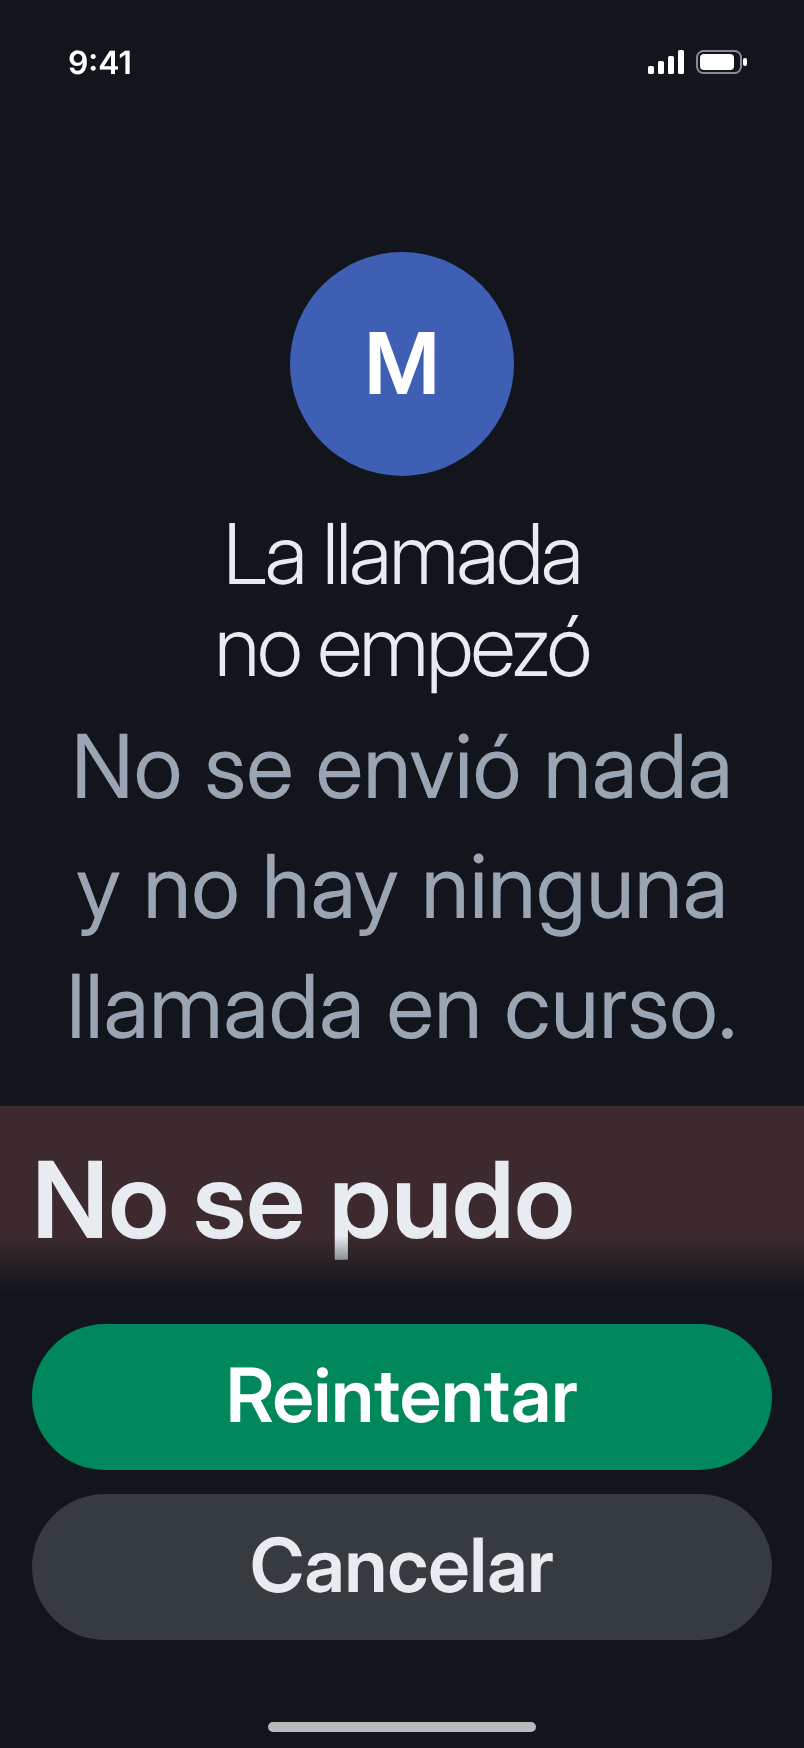 9:41
M
La llamada
no empezó
No se envió nada
y no hay ninguna
llamada en curso.
No se pudo
Reintentar
Cancelar